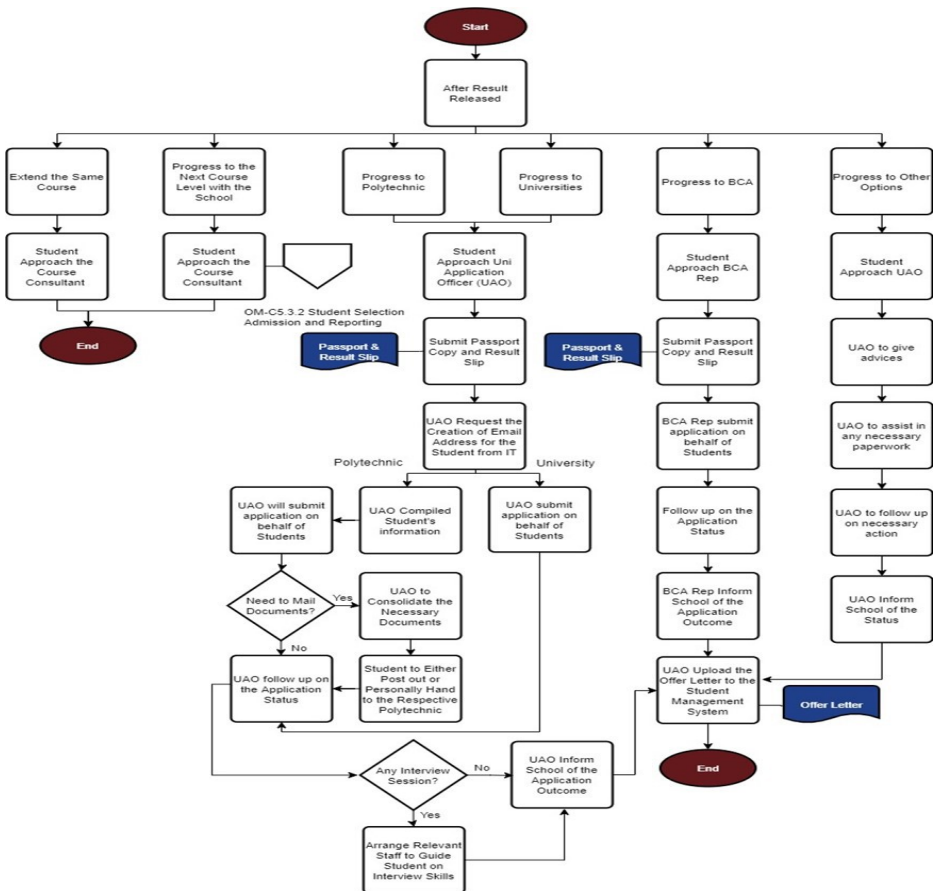 Start
After Result
Released
Extend the Same
Course
Progress to the
Next Course
Level with the
School
Progress to
Polytechnic
Progress to
Universities
Progress to BCA
Progress to Other
Options
Student
Approach the
Course
Consultant
Student
Approach the
Course
Consultant
Student
Approach Uni
Application
Officer (UAO)
Student
Approach BCA
Rep
Student
Approach UAO
OM-C5.3.2 Student Selection
Admission and Reporting
End
Passport &
Result Slip
Submit Passport
Copy and Result
Slip
Passport &
Result Slip
Submit Passport
Copy and Result
Slip
UAO to give
advices
UAO Request the
Creation of Email
Address for the
Student from IT
BCA Rep submit
application on
behalf of
Students
UAO to assist in
any necessary
paperwork
Polytechnic
University
UAO will submit
application on
behalf of
Students
UAO Compiled
Student's
information
UAO submit
application on
behalf of
Students
Follow up on the
Application
Status
UAO to follow up
on necessary
action
Need to Mail
Documents?
Yes
UAO to
Consolidate the
Necessary
Documents
BCA Rep Inform
School of the
Application
Outcome
UAO Inform
School of the
Status
No
UAO follow up on
the Application
Status
Student to Either
Post out or
Personally Hand
to the Respective
Polytechnic
UAO Upload the
Offer Letter to the
Student
Management
System
Offer Letter
Any Interview
Session?
No
UAO Inform
School of the
Application
Outcome
End
Yes
Arrange Relevant
Staff to Guide
Student on
Interview Skills